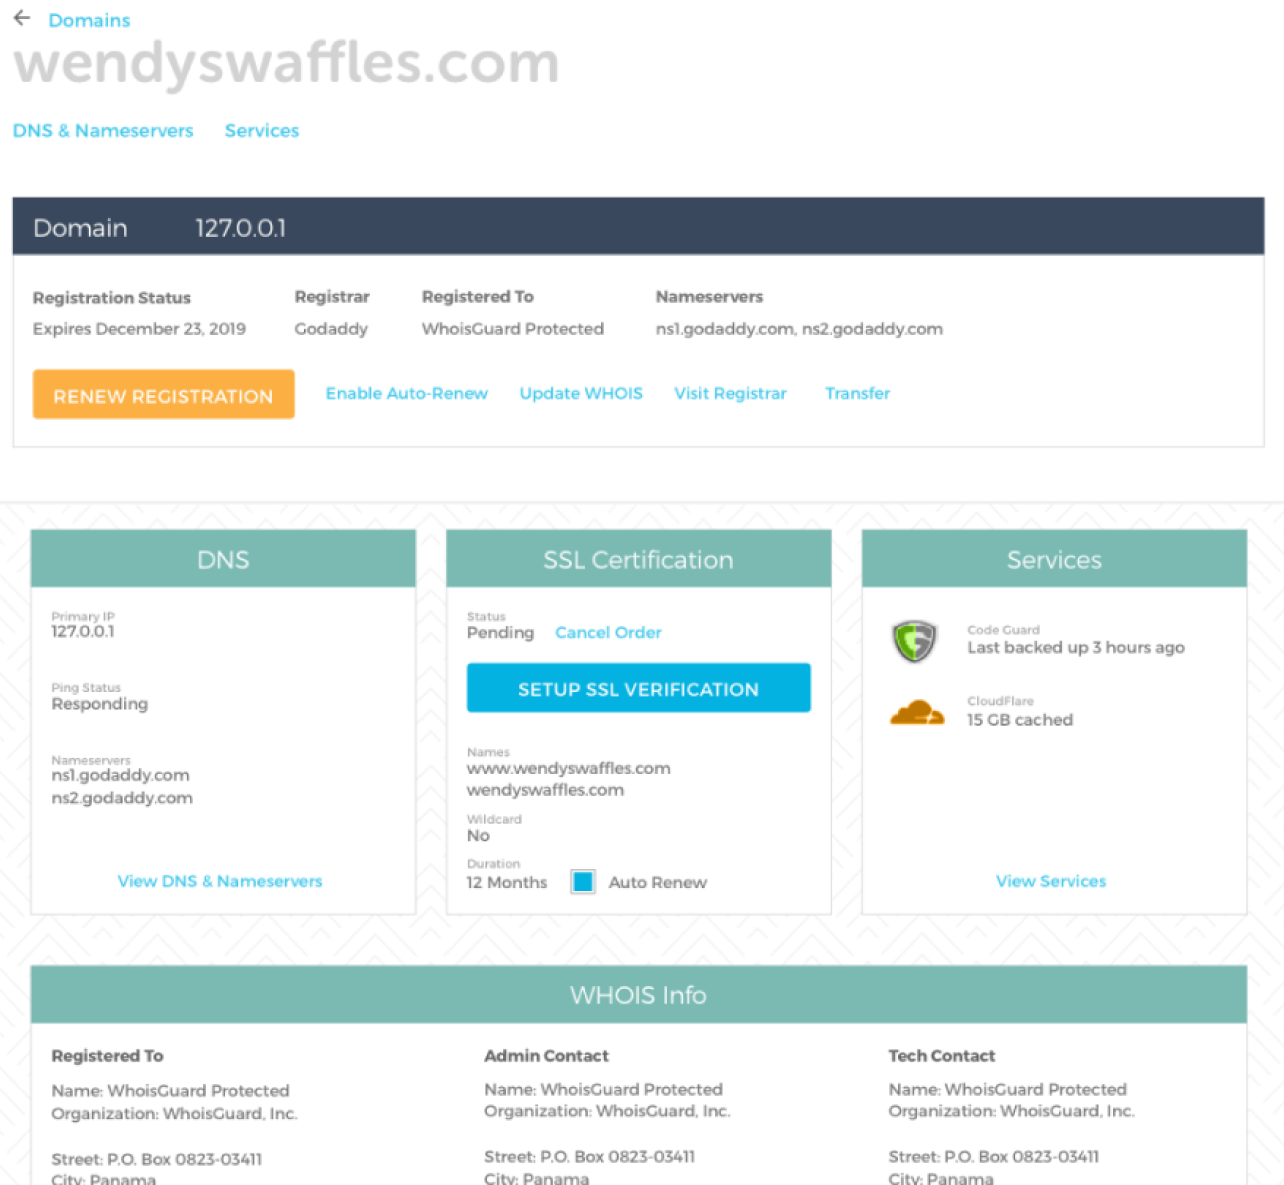 Domains
wendyswaffles.com
DNS & Nameservers Services
Domain 127.0.0.1
Registration Status Registrar Registered To Nameservers
Expires December 23, 2019 Godaddy WhoisGuard Protected ns1.godaddy.com, ns2.godaddy.com
RENEW REGISTRATION Enable Auto-Renew Update WHOIS Visit Registrar Transfer
DNS
Primary IP
127.0.0.1
Ping Status
Responding
Nameservers
ns1.godaddy.com
ns2.godaddy.com
View DNS & Nameservers
SSL Certification
Status
Pending Cancel Order
SETUP SSL VERIFICATION
Names
www.wendyswaffles.com
wendyswaffles.com
Wildcard
No
Duration
12 Months Auto Renew
Services
Code Guard
Last backed up 3 hours ago
CloudFlare
15 GB cached
View Services
WHOIS Info
Registered To
Name: WhoisGuard Protected
Organization: WhoisGuard, Inc.
Street: P.O. Box 0823-03411
City: Panama
Admin Contact
Name: WhoisGuard Protected
Organization: WhoisGuard, Inc.
Street: P.O. Box 0823-03411
City: Panama
Tech Contact
Name: WhoisGuard Protected
Organization: WhoisGuard, Inc.
Street: P.O. Box 0823-03411
City: Panama